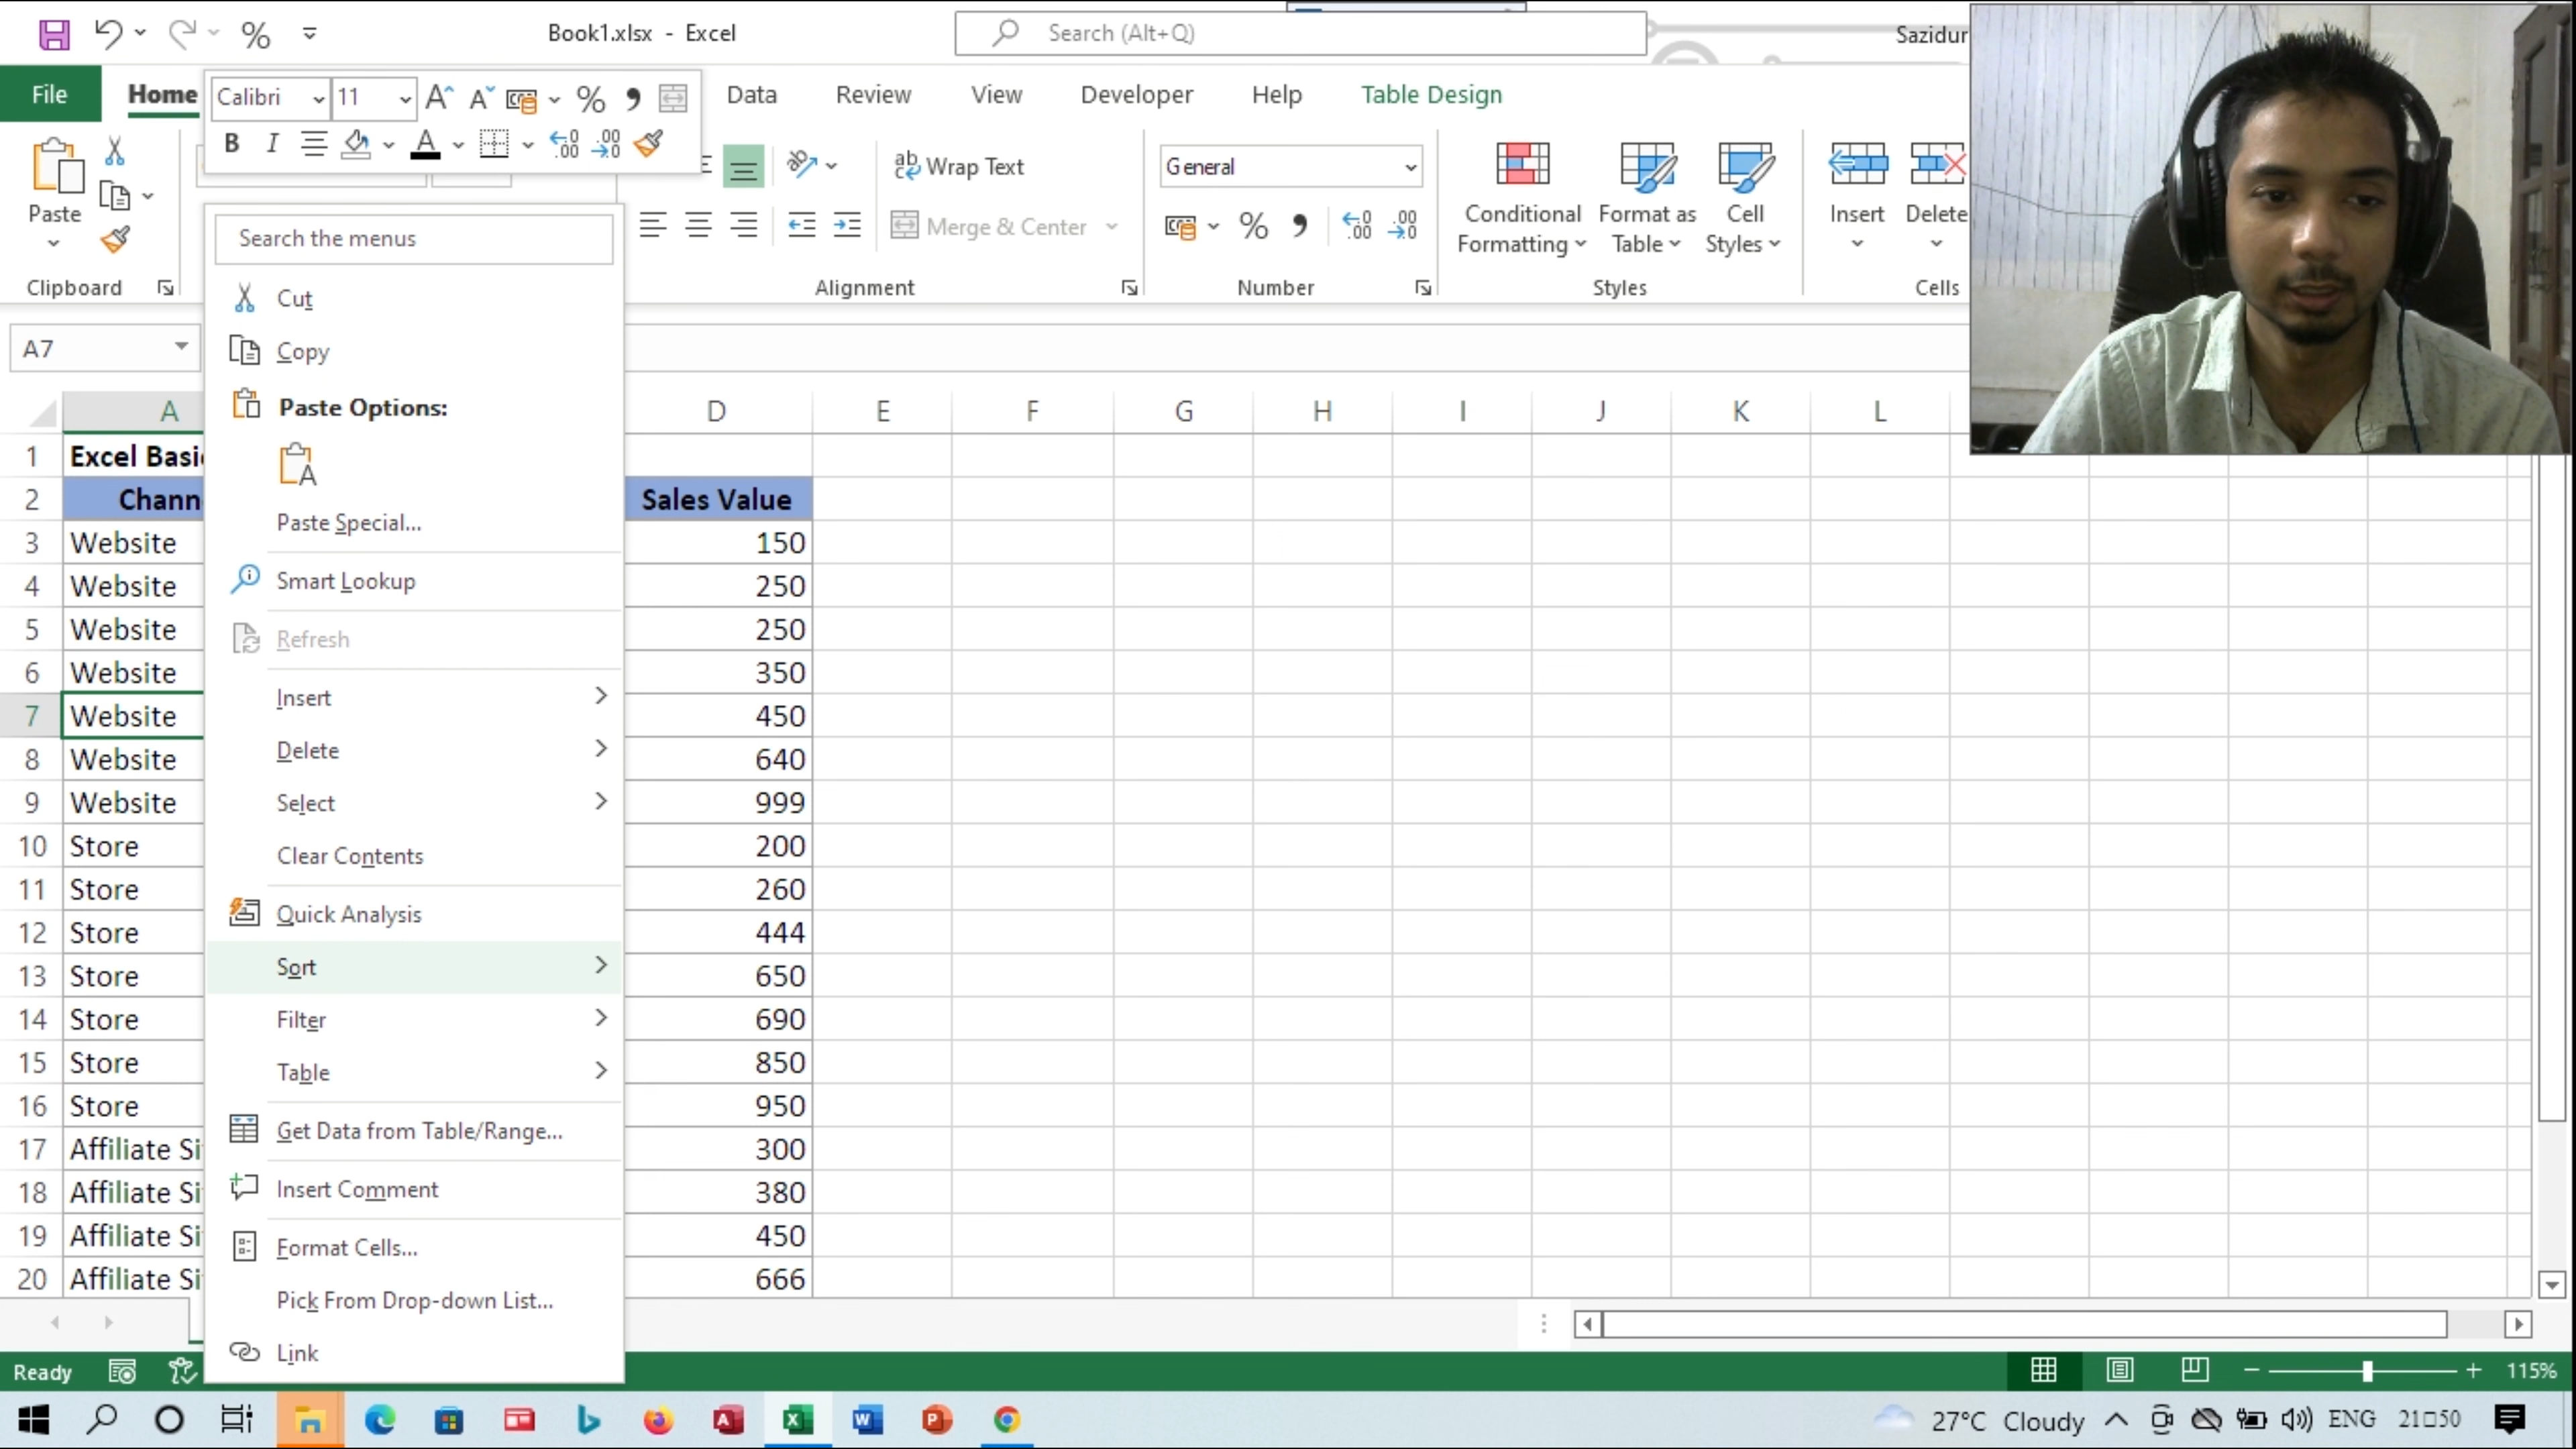 Book1.xlsx - Excel
Search (Alt+Q)
Sazidur
File
Home
Data
Review
View
Developer
Help
Table Design
Calibri
11
B
I
Paste
Clipboard
Wrap Text
Merge & Center
Alignment
General
Number
Conditional Formatting
Format as Table
Cell Styles
Styles
Insert
Delete
Cells
A7
Search the menus
Cut
Copy
Paste Options:
Paste Special...
Smart Lookup
Refresh
Insert
Delete
Select
Clear Contents
Quick Analysis
Sort
Filter
Table
Get Data from Table/Range...
Insert Comment
Format Cells...
Pick From Drop-down List...
Link
A D E F G H I J K L
1 Excel Basi
2 Chann Sales Value
3 Website 150
4 Website 250
5 Website 250
6 Website 350
7 Website 450
8 Website 640
9 Website 999
10 Store 200
11 Store 260
12 Store 444
13 Store 650
14 Store 690
15 Store 850
16 Store 950
17 Affiliate Si 300
18 Affiliate Si 380
19 Affiliate Si 450
20 Affiliate Si 666
Ready
115%
27°C Cloudy
ENG
21□50